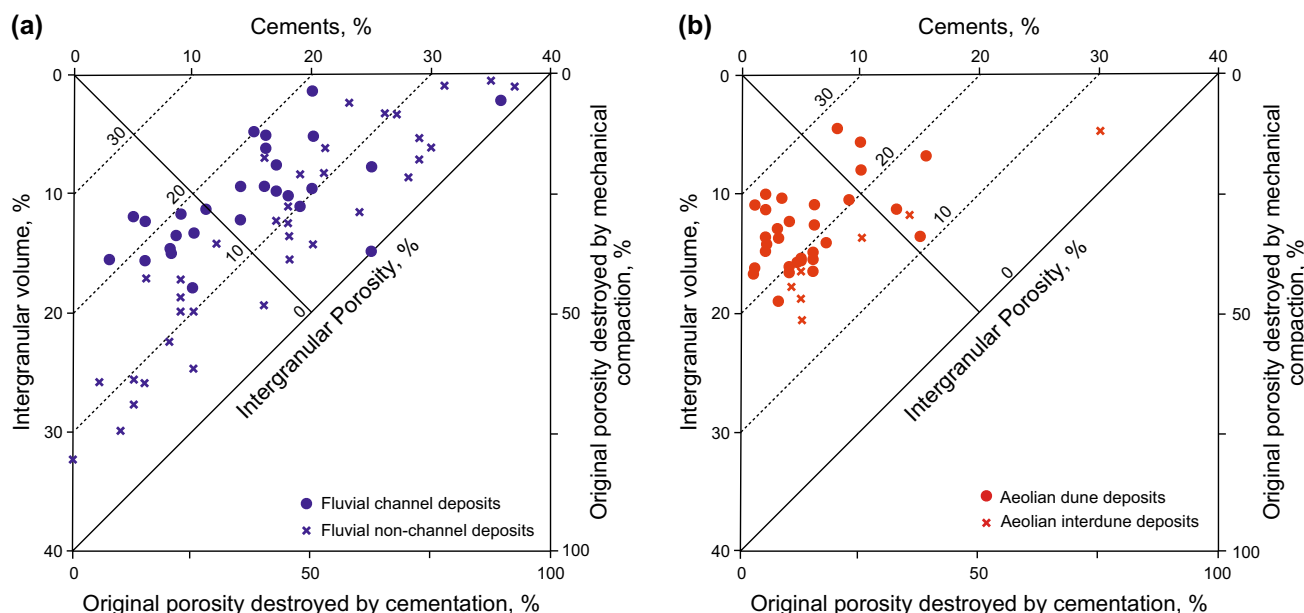 (a)
Cements, %
0 10 20 30 40
0
10
20
30
40
Intergranular volume, %
30
20
10
0
Intergranular Porosity, %
0
50
100
Original porosity destroyed by mechanical
compaction, %
Fluvial channel deposits
Fluvial non-channel deposits
0 50 100
Original porosity destroyed by cementation, %
(b)
Cements, %
0 10 20 30 40
0
10
20
30
40
Intergranular volume, %
30
20
10
0
Intergranular Porosity, %
0
50
100
Original porosity destroyed by mechanical
compaction, %
Aeolian dune deposits
Aeolian interdune deposits
0 50 100
Original porosity destroyed by cementation, %